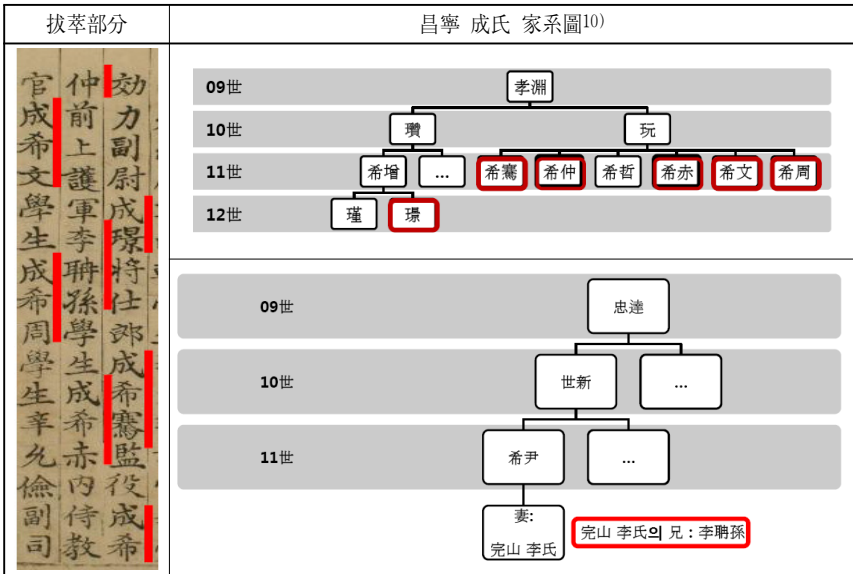 拔萃部分
昌寧 成氏 家系圖10)
効力副尉成璟將仕郞成希騫監役成希
仲前上護軍李聃孫學生成希赤內侍教
官成希文學生成希周學生辛允儉副司
09世
孝淵
10世
瓚
玩
11世
希增
...
希騫
希仲
希哲
希赤
希文
希周
12世
瑾
璟
09世
忠達
10世
世新
...
11世
希尹
...
妻:
完山 李氏
完山 李氏의 兄 : 李聘孫